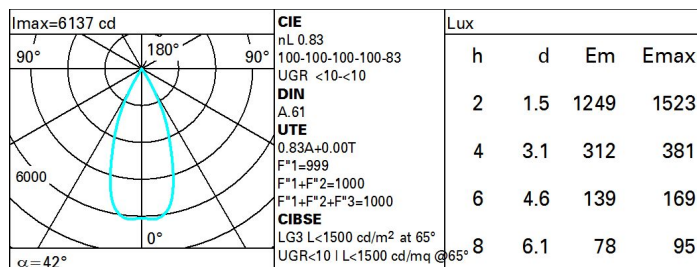 Imax=6137 cd
90°
180°
90°
6000
0°
α=42°
CIE
nL 0.83
100-100-100-100-83
UGR <10-<10
DIN
A.61
UTE
0.83A+0.00T
F"1=999
F"1+F"2=1000
F"1+F"2+F"3=1000
CIBSE
LG3 L<1500 cd/m² at 65°
UGR<10 | L<1500 cd/mq @65°
Lux
h d Em Emax
2 1.5 1249 1523
4 3.1 312 381
6 4.6 139 169
8 6.1 78 95